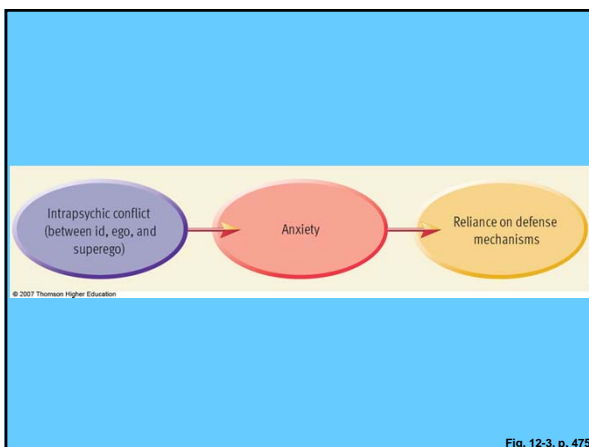 Intrapsychic conflict
(between id, ego, and
superego)
Anxiety
Reliance on defense
mechanisms
© 2007 Thomson Higher Education
Fig. 12-3, p. 475